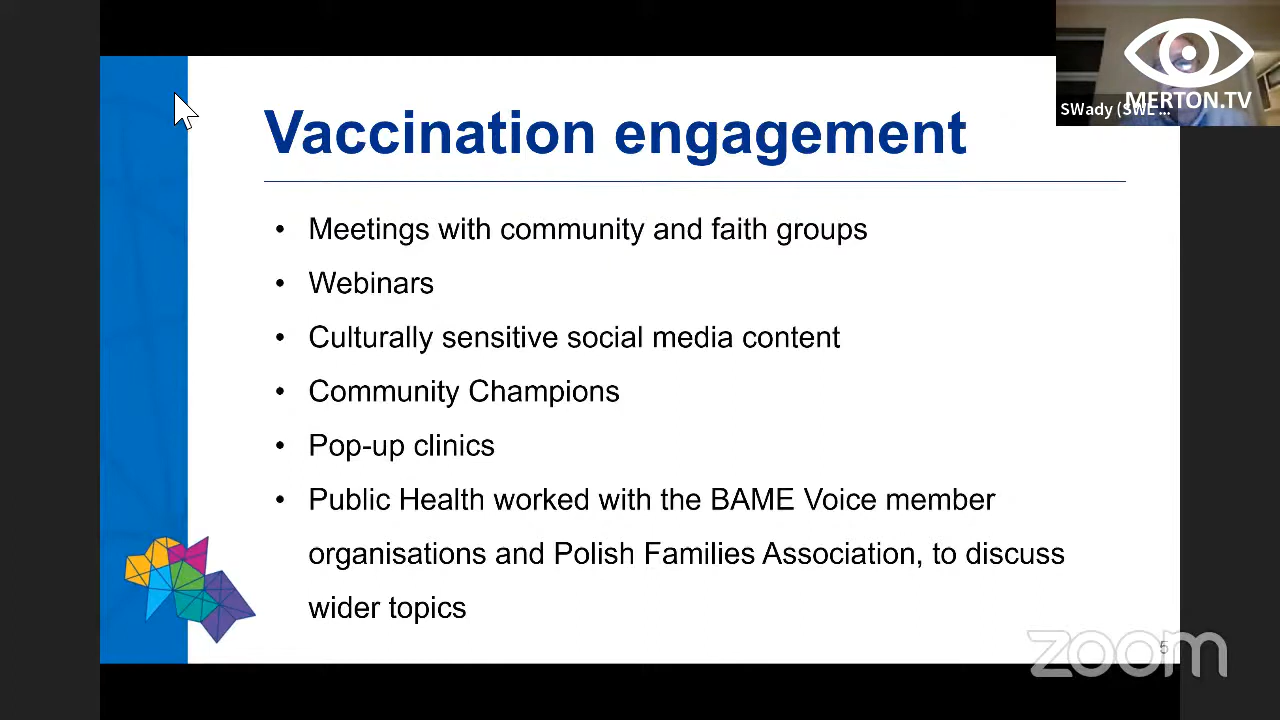 MERTON.TV
SWady (SWL ...
Vaccination engagement
• Meetings with community and faith groups
• Webinars
• Culturally sensitive social media content
• Community Champions
• Pop-up clinics
• Public Health worked with the BAME Voice member
organisations and Polish Families Association, to discuss
wider topics
5
zoom